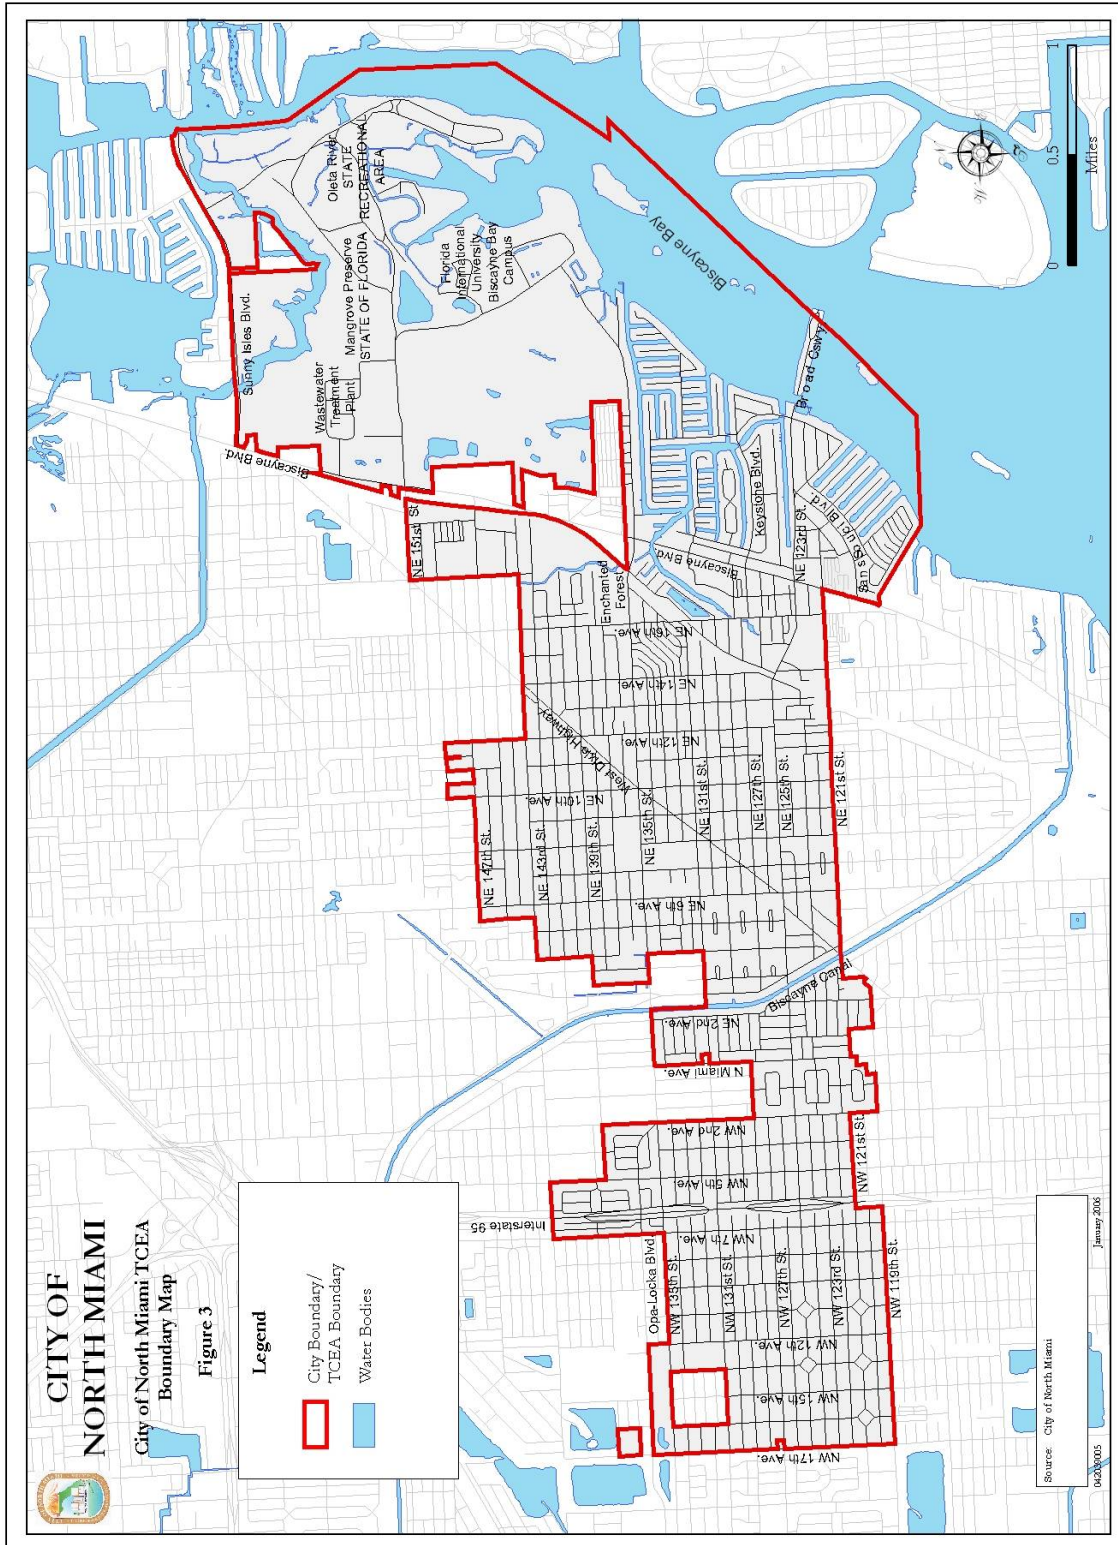 CITY OF
NORTH MIAMI
City of North Miami TCEA
Boundary Map
Figure 3
Legend
City Boundary/
TCEA Boundary
Water Bodies
Sunny Isles Blvd.
Oleta River
STATE
RECREATIONAL
AREA
Mangrove Preserve
STATE OF FLORIDA
Wastewater
Treatment
Plant
Florida
International
University
Biscayne Bay
Campus
Biscayne Blvd.
NE 151st St.
Biscayne Bay
Broad Cswy
Enchanted
Forest
Biscayne Blvd.
Keystone Blvd.
NE 123rd St.
Sans Souci Blvd.
NE 16th Ave.
NE 14th Ave.
NE 12th Ave.
West Dixie Highway
NE 10th Ave.
NE 6th Ave.
NE 147th St.
NE 143rd St.
NE 139th St.
NE 135th St.
NE 131st St.
NE 127th St.
NE 125th St.
NE 121st St.
Biscayne Canal
NE 2nd Ave.
N Miami Ave.
NW 2nd Ave.
NW 5th Ave.
Interstate 95
NW 7th Ave.
Opa-Locka Blvd.
NW 135th St.
NW 131st St.
NW 127th St.
NW 123rd St.
NW 121st St.
NW 119th St.
NW 12th Ave.
NW 15th Ave.
NW 17th Ave.
0 0.5 1
Miles
Source: City of North Miami
042039005
January 2006